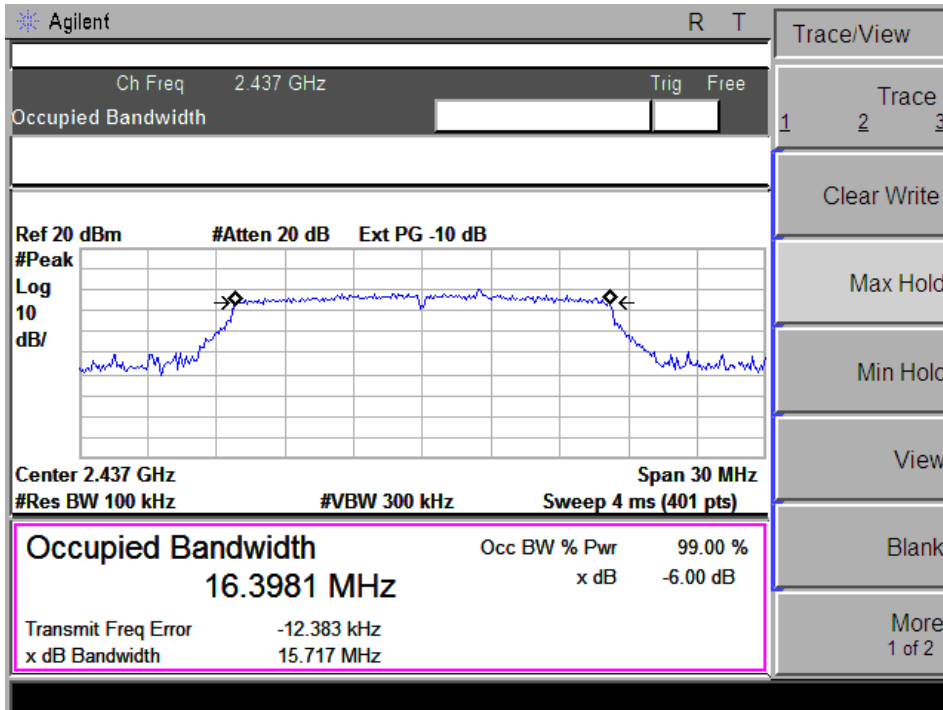 Agilent R T
Ch Freq 2.437 GHz Trig Free
Occupied Bandwidth
Ref 20 dBm #Atten 20 dB Ext PG -10 dB
#Peak
Log
10
dB/
Center 2.437 GHz Span 30 MHz
#Res BW 100 kHz #VBW 300 kHz Sweep 4 ms (401 pts)
Occupied Bandwidth Occ BW % Pwr 99.00 %
16.3981 MHz x dB -6.00 dB
Transmit Freq Error -12.383 kHz
x dB Bandwidth 15.717 MHz
Trace/View
Trace
1 2 3
Clear Write
Max Hold
Min Hold
View
Blank
More
1 of 2